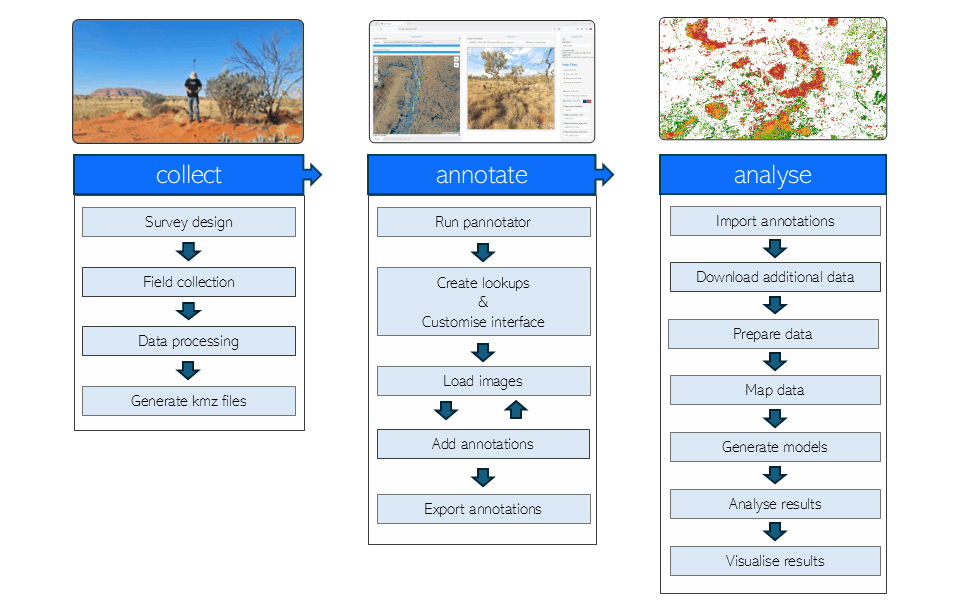 collect
Survey design
Field collection
Data processing
Generate kmz files
annotate
Run pannotator
Create lookups
&
Customise interface
Load images
Add annotations
Export annotations
analyse
Import annotations
Download additional data
Prepare data
Map data
Generate models
Analyse results
Visualise results